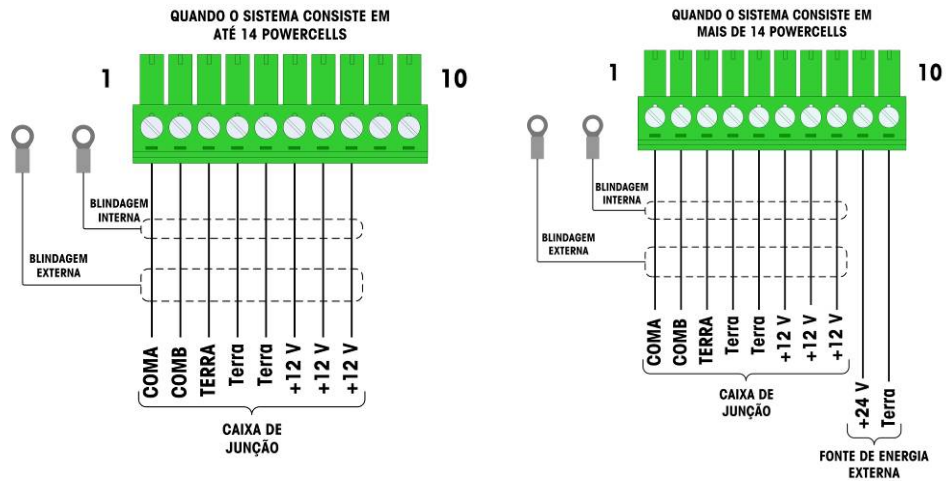 QUANDO O SISTEMA CONSISTE EM
ATÉ 14 POWERCELLS
1
10
BLINDAGEM
INTERNA
BLINDAGEM
EXTERNA
COMA
COMB
TERRA
Terra
Terra
+12 V
+12 V
+12 V
CAIXA DE
JUNÇÃO
QUANDO O SISTEMA CONSISTE EM
MAIS DE 14 POWERCELLS
1
10
BLINDAGEM
INTERNA
BLINDAGEM
EXTERNA
COMA
COMB
TERRA
Terra
Terra
+12 V
+12 V
+12 V
+24 V
Terra
CAIXA DE
JUNÇÃO
FONTE DE ENERGIA
EXTERNA